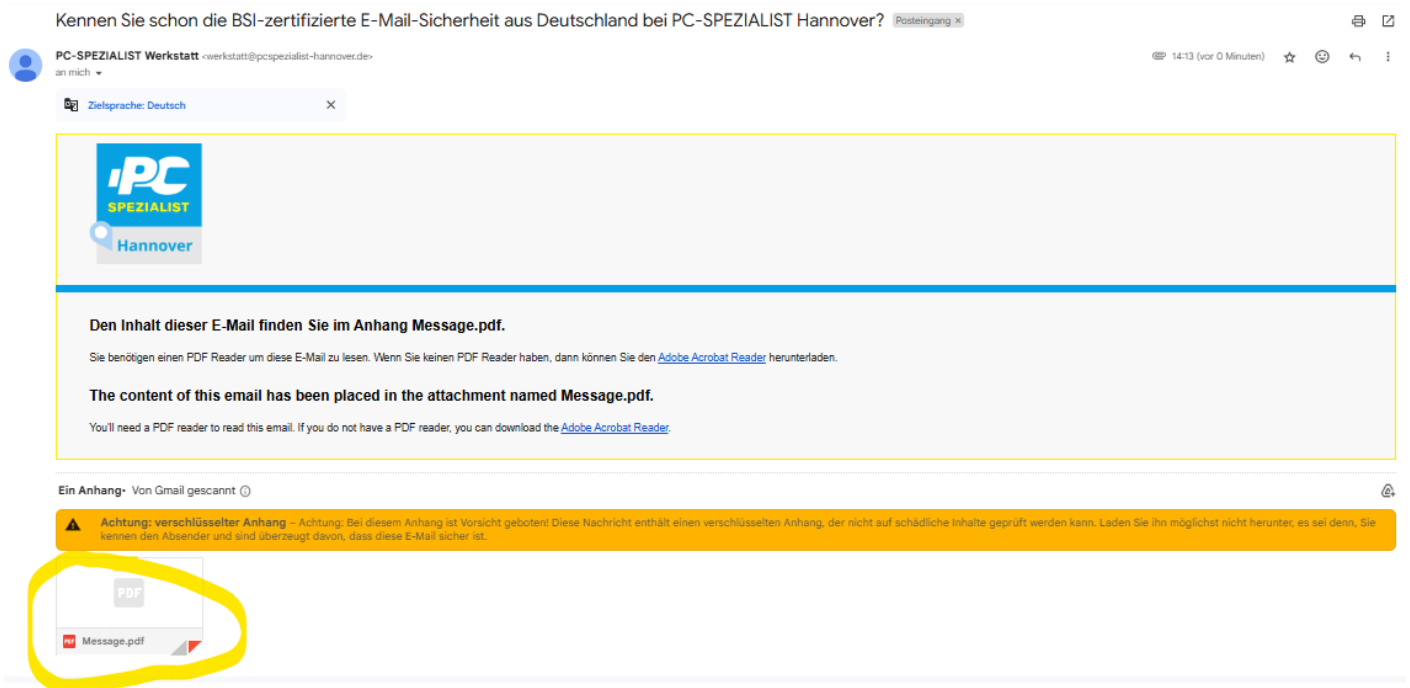 Kennen Sie schon die BSI-zertifizierte E-Mail-Sicherheit aus Deutschland bei PC-SPEZIALIST Hannover? Posteingang ×
PC-SPEZIALIST Werkstatt <werkstatt@pcspezialist-hannover.de>
14:13 (vor 0 Minuten)
an mich
Zielsprache: Deutsch
PC
SPEZIALIST
Hannover
Den Inhalt dieser E-Mail finden Sie im Anhang Message.pdf.
Sie benötigen einen PDF Reader um diese E-Mail zu lesen. Wenn Sie keinen PDF Reader haben, dann können Sie den Adobe Acrobat Reader herunterladen.
The content of this email has been placed in the attachment named Message.pdf.
You'll need a PDF reader to read this email. If you do not have a PDF reader, you can download the Adobe Acrobat Reader.
Ein Anhang • Von Gmail gescannt
Achtung: verschlüsselter Anhang – Achtung: Bei diesem Anhang ist Vorsicht geboten! Diese Nachricht enthält einen verschlüsselten Anhang, der nicht auf schädliche Inhalte geprüft werden kann. Laden Sie ihn möglichst nicht herunter, es sei denn, Sie
kennen den Absender und sind überzeugt davon, dass diese E-Mail sicher ist.
PDF
PDF Message.pdf